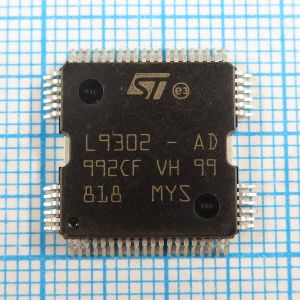 ST e3
L9302 - AD
992CF VH 99
818 MYS